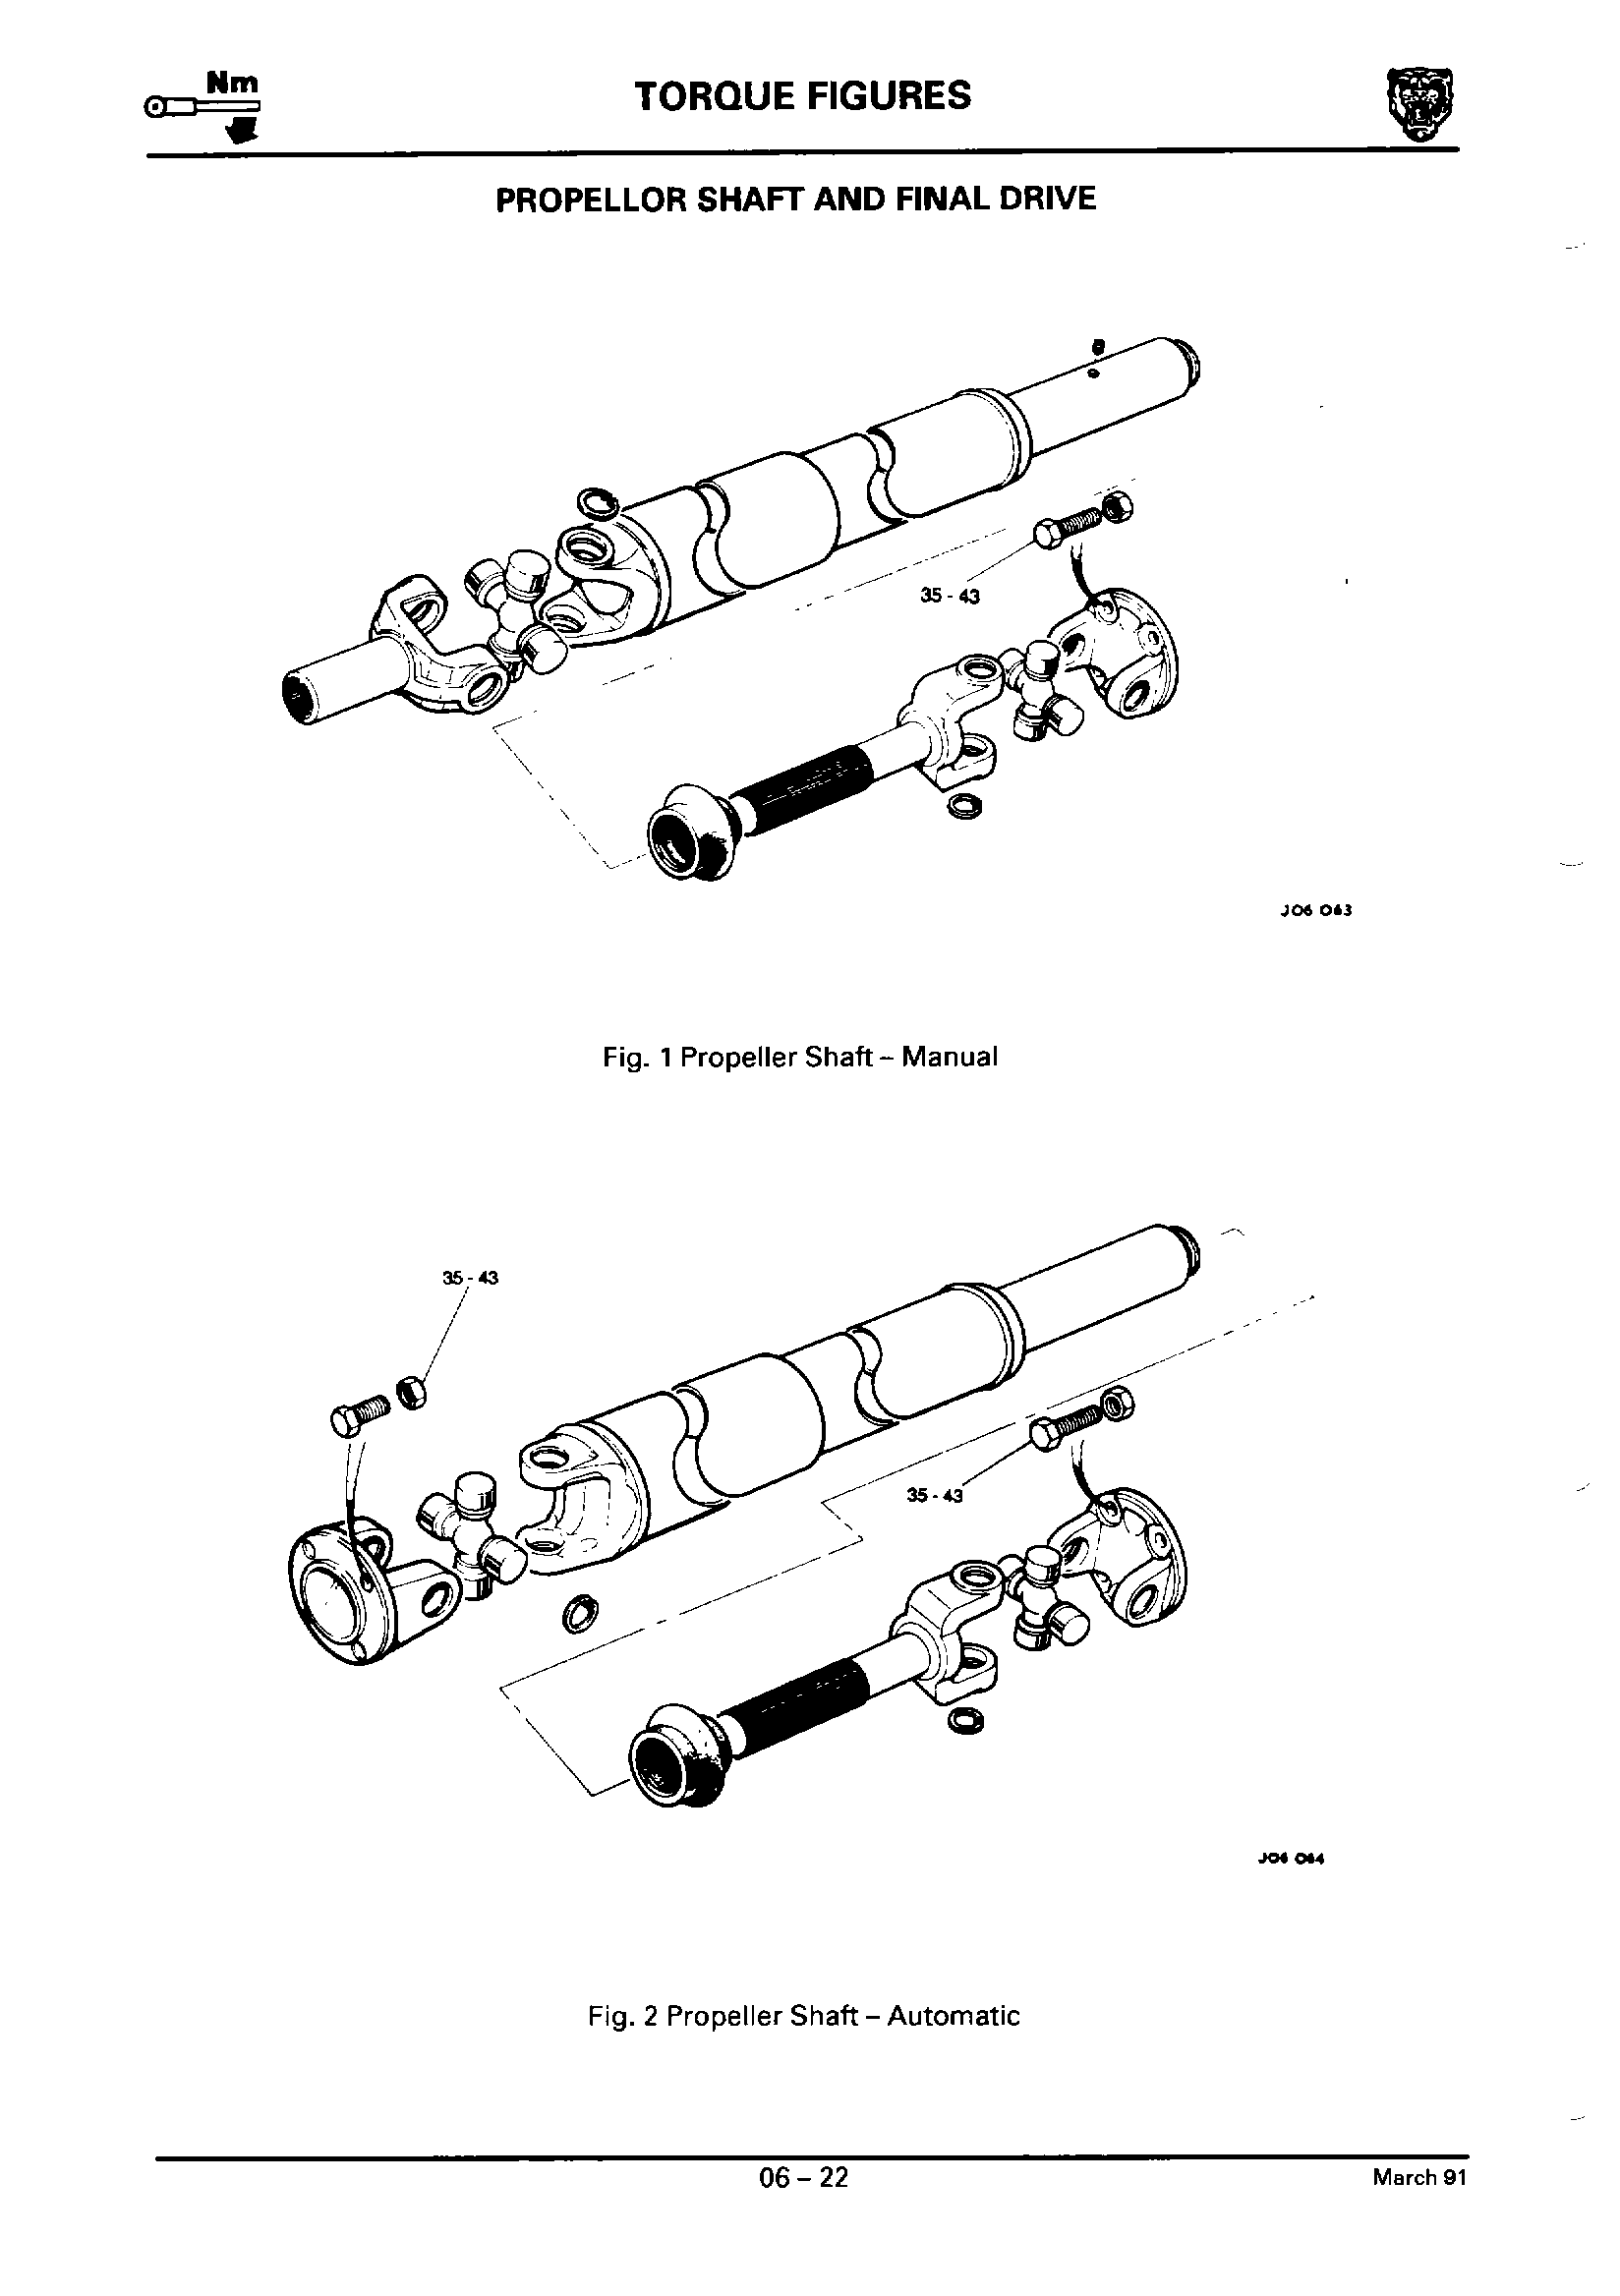 Nm
TORQUE FIGURES
PROPELLOR SHAFT AND FINAL DRIVE
35 - 43
J06 063
Fig. 1 Propeller Shaft – Manual
35 - 43
35 - 43
J06 064
Fig. 2 Propeller Shaft – Automatic
06 – 22
March 91